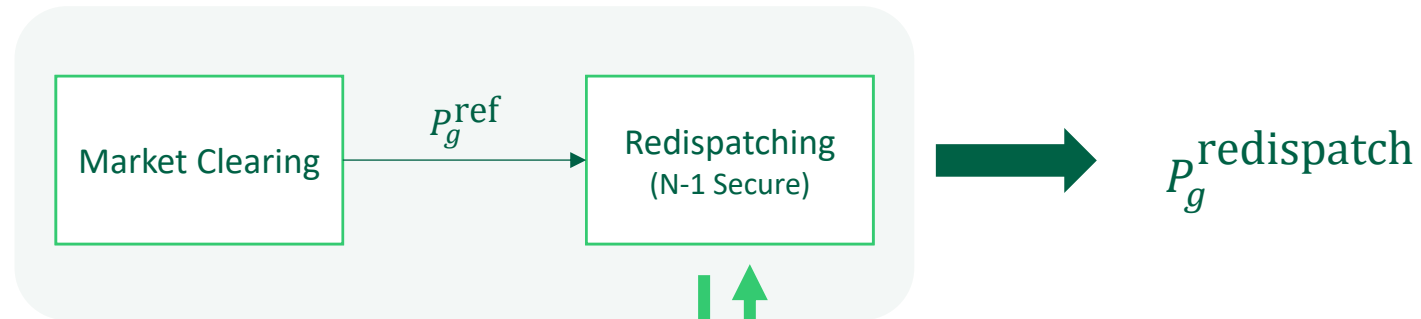 Market Clearing
P_g^ref
Redispatching
(N-1 Secure)
P_g^redispatch